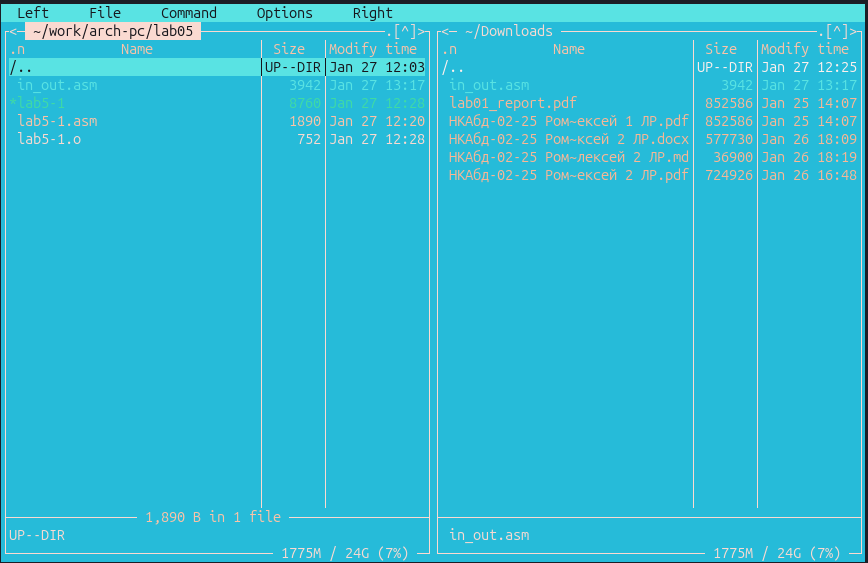 Left File Command Options Right
<─ ~/work/arch-pc/lab05 ─.[^]>
.n Name Size Modify time
/.. UP--DIR Jan 27 12:03
in_out.asm 3942 Jan 27 13:17
*lab5-1 8760 Jan 27 12:28
lab5-1.asm 1890 Jan 27 12:20
lab5-1.o 752 Jan 27 12:28
1,890 B in 1 file
UP--DIR
1775M / 24G (7%)
<─ ~/Downloads ─.[^]>
.n Name Size Modify time
/.. UP--DIR Jan 27 12:25
in_out.asm 3942 Jan 27 13:17
lab01_report.pdf 852586 Jan 25 14:07
НКАбд-02-25 Ром~ексей 1 ЛР.pdf 852586 Jan 25 14:07
НКАбд-02-25 Ром~ксей 2 ЛР.docx 577730 Jan 26 18:09
НКАбд-02-25 Ром~лексей 2 ЛР.md 36900 Jan 26 18:19
НКАбд-02-25 Ром~ексей 2 ЛР.pdf 724926 Jan 26 16:48
in_out.asm
1775M / 24G (7%)